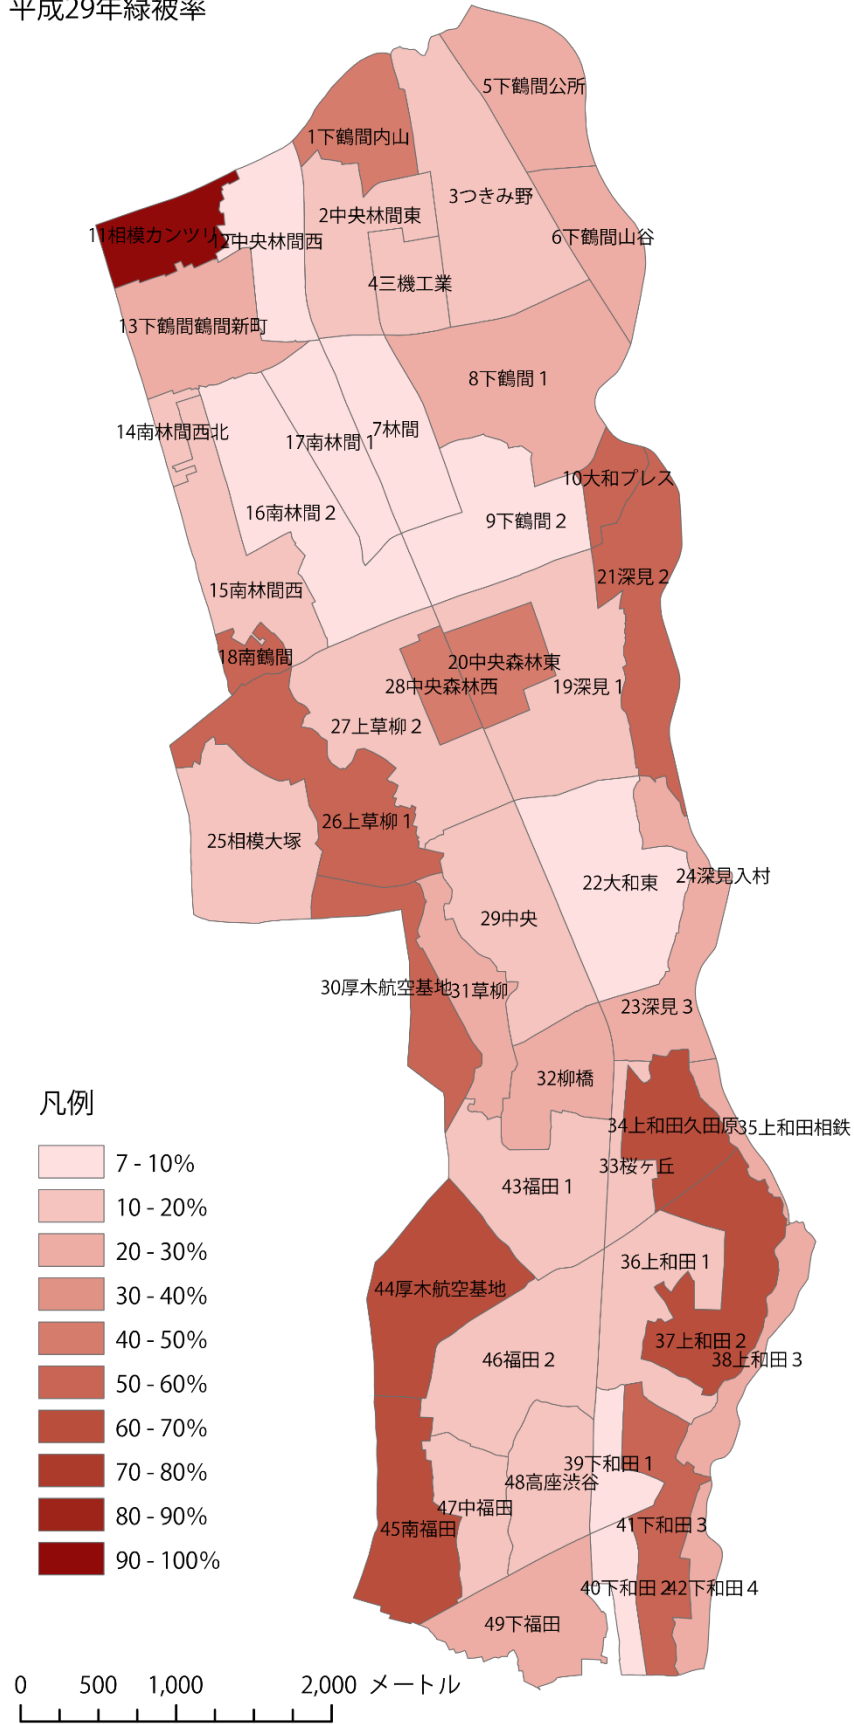 平成29年緑被率
5下鶴間公所
1下鶴間内山
3つきみ野
2中央林間東
11相模カンツリ
12中央林間西
6下鶴間山谷
4三機工業
13下鶴間鶴間新町
8下鶴間1
14南林間西北
17南林間1
7林間
10大和プレス
16南林間2
9下鶴間2
21深見2
15南林間西
18南鶴間
20中央森林東
28中央森林西
19深見1
27上草柳2
26上草柳1
25相模大塚
24深見入村
22大和東
29中央
30厚木航空基地
31草柳
23深見3
32柳橋
34上和田久田原
35上和田相鉄
33桜ヶ丘
43福田1
36上和田1
44厚木航空基地
37上和田2
46福田2
38上和田3
39下和田1
48高座渋谷
47中福田
45南福田
41下和田3
40下和田2
42下和田4
49下福田
凡例
7 - 10%
10 - 20%
20 - 30%
30 - 40%
40 - 50%
50 - 60%
60 - 70%
70 - 80%
80 - 90%
90 - 100%
0 500 1,000 2,000 メートル